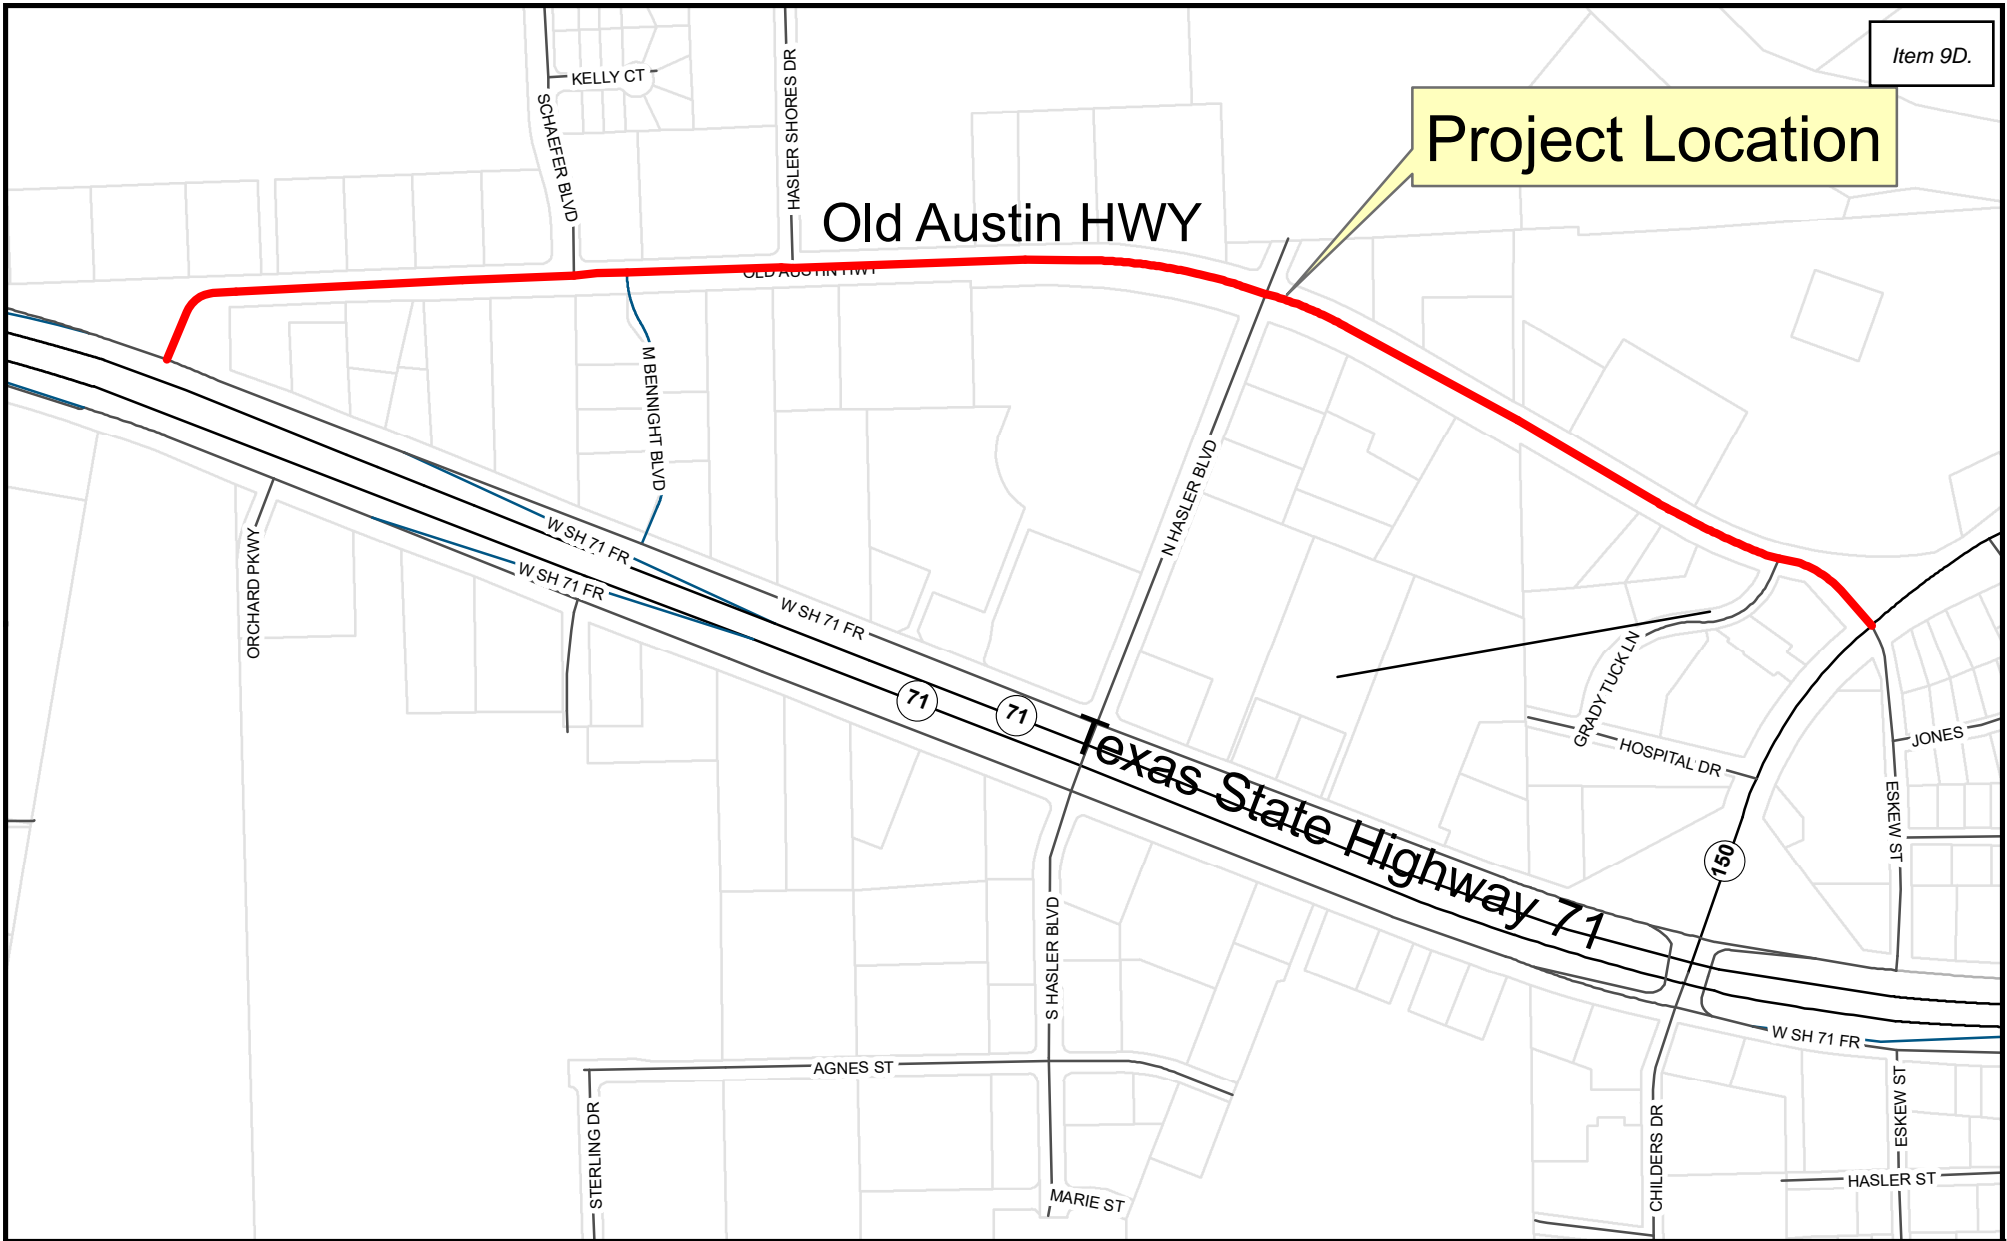 Item 9D.
Project Location
KELLY CT
SCHAEFER BLVD
HASLER SHORES DR
Old Austin HWY
OLD AUSTIN HWY
M BENNIGHT BLVD
N HASLER BLVD
ORCHARD PKWY
W SH 71 FR
W SH 71 FR
W SH 71 FR
71
71
Texas State Highway 71
GRADY TUCK LN
HOSPITAL DR
JONES
ESKEW ST
150
S HASLER BLVD
W SH 71 FR
AGNES ST
STERLING DR
MARIE ST
CHILDERS DR
ESKEW ST
HASLER ST